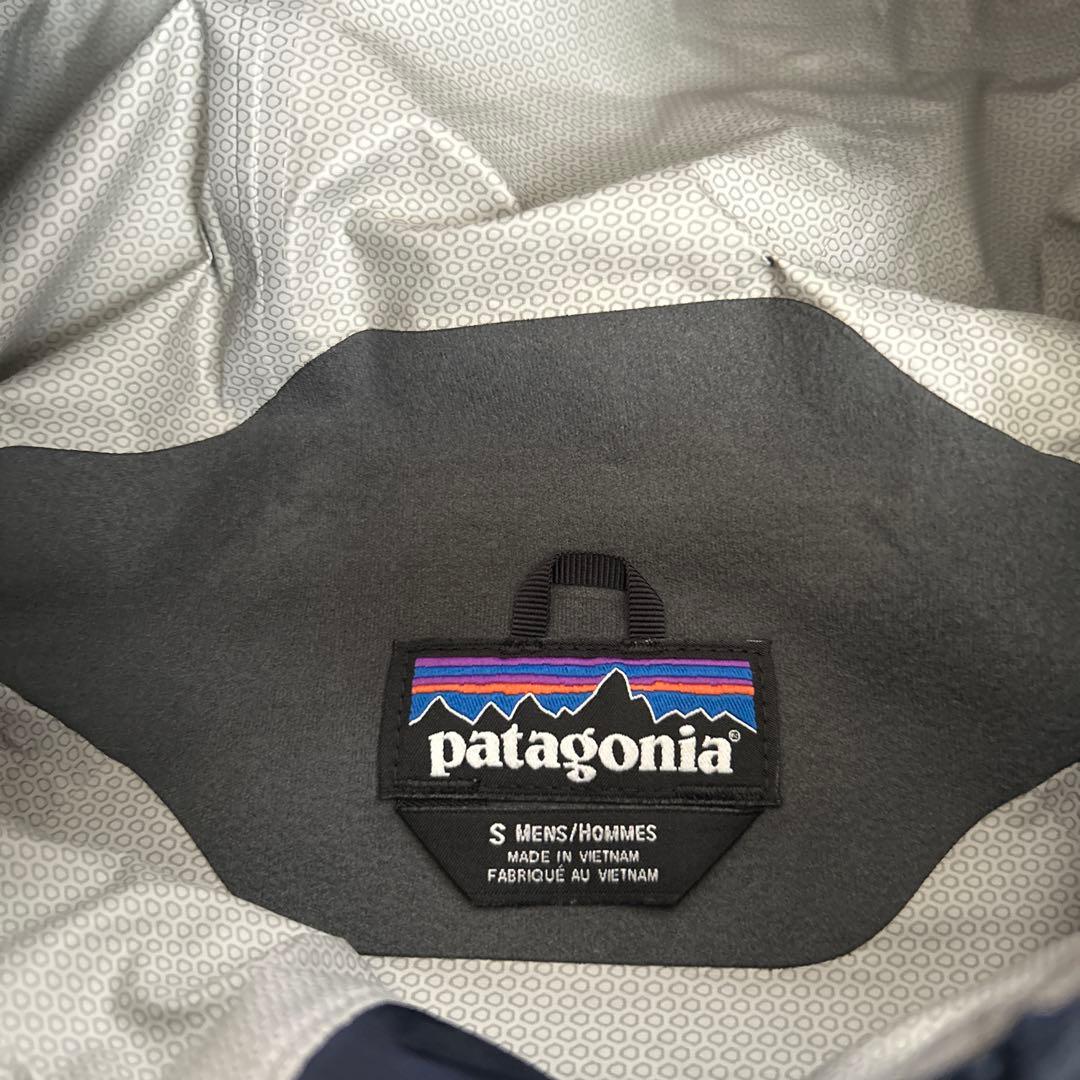 patagonia®
S MENS/HOMMES
MADE IN VIETNAM
FABRIQUÉ AU VIETNAM